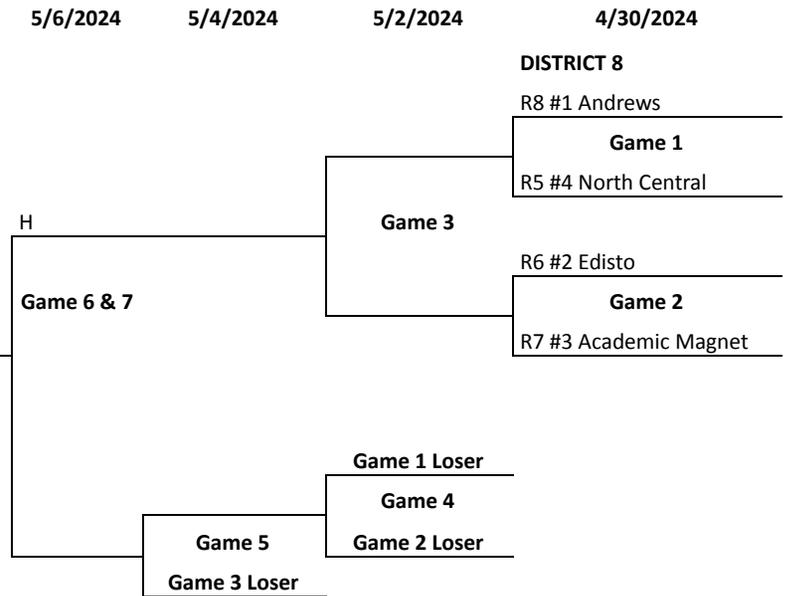 5/6/2024 5/4/2024 5/2/2024 4/30/2024
DISTRICT 8
R8 #1 Andrews
Game 1
R5 #4 North Central
H
Game 3
R6 #2 Edisto
Game 6 & 7
Game 2
R7 #3 Academic Magnet
Game 1 Loser
Game 4
Game 5
Game 2 Loser
Game 3 Loser